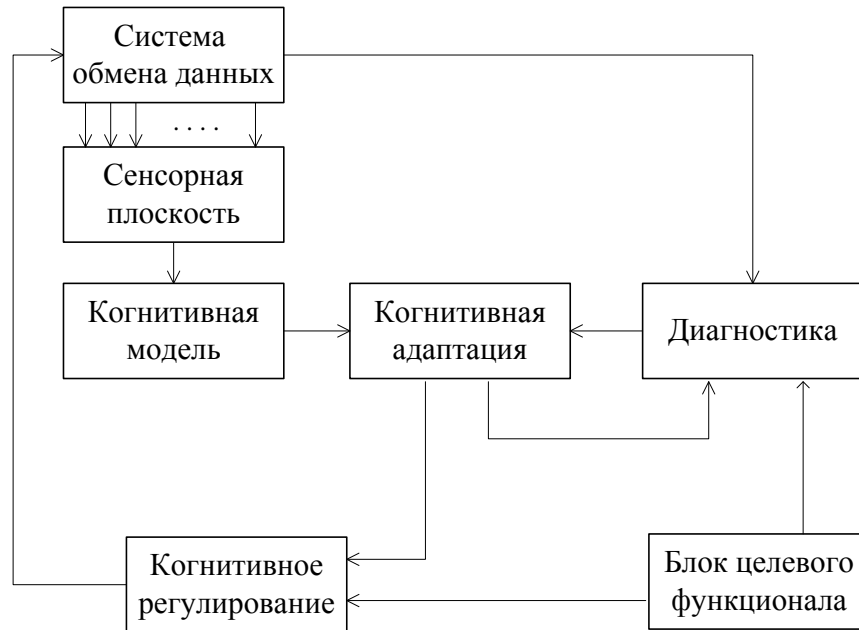 Система
обмена данных
. . . .
Сенсорная
плоскость
Когнитивная
модель
Когнитивная
адаптация
Диагностика
Когнитивное
регулирование
Блок целевого
функционала